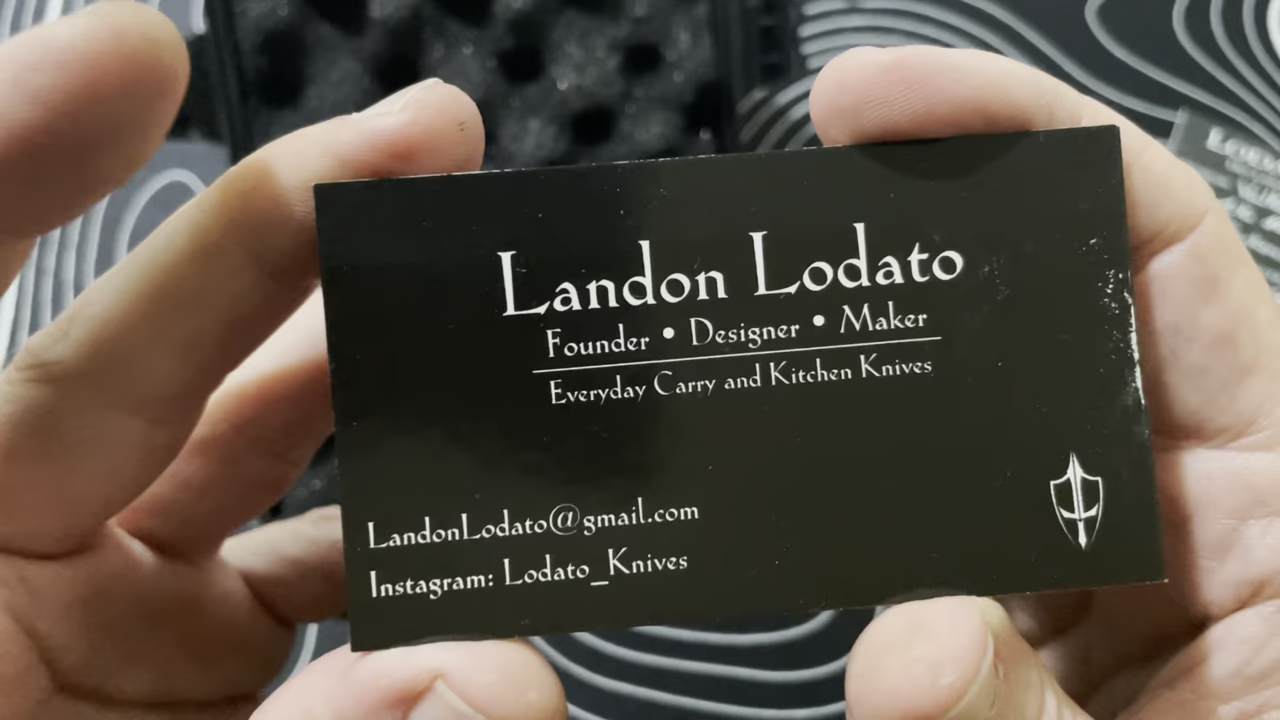 Landon Lodato
Founder • Designer • Maker
Everyday Carry and Kitchen Knives
LandonLodato@gmail.com
Instagram: Lodato_Knives